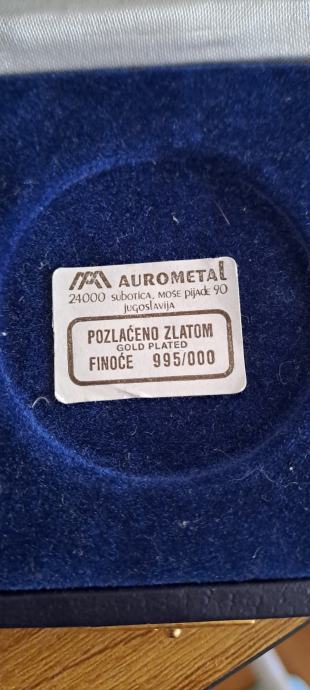 AUROMETAL
24000 SUBOTICA, MOŠE PIJADE 90
JUGOSLAVIJA
POZLAĆENO ZLATOM
GOLD PLATED
FINOĆE 995/000